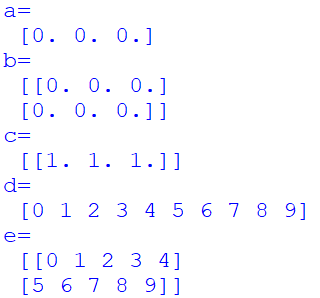 a=
 [0. 0. 0.]
b=
 [[0. 0. 0.]
 [0. 0. 0.]]
c=
 [[1. 1. 1.]]
d=
 [0 1 2 3 4 5 6 7 8 9]
e=
 [[0 1 2 3 4]
 [5 6 7 8 9]]